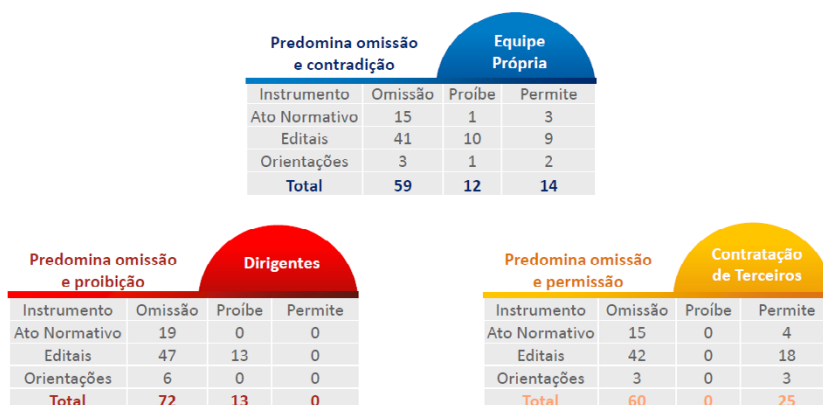 Predomina omissão
e contradição
Equipe
Própria
Instrumento Omissão Proíbe Permite
Ato Normativo 15 1 3
Editais 41 10 9
Orientações 3 1 2
Total 59 12 14
Predomina omissão
e proibição
Dirigentes
Instrumento Omissão Proíbe Permite
Ato Normativo 19 0 0
Editais 47 13 0
Orientações 6 0 0
Total 72 13 0
Predomina omissão
e permissão
Contratação
de Terceiros
Instrumento Omissão Proíbe Permite
Ato Normativo 15 0 4
Editais 42 0 18
Orientações 3 0 3
Total 60 0 25